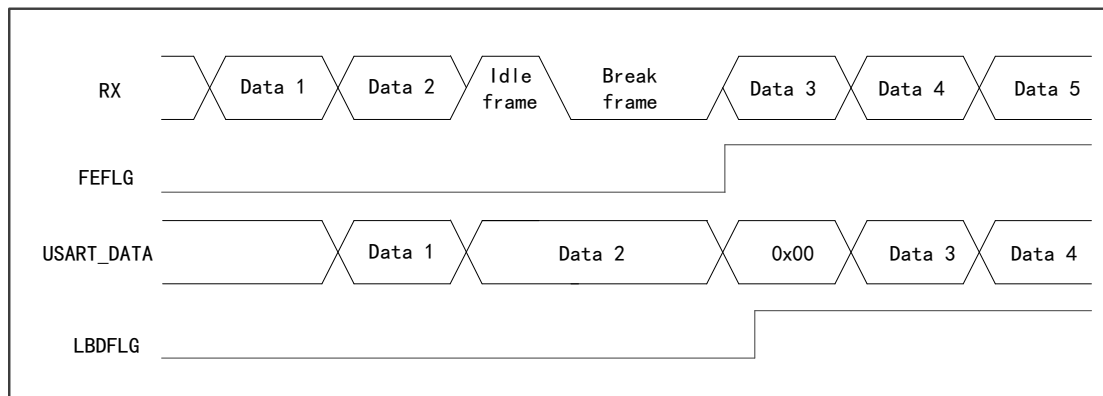 RX
Data 1
Data 2
Idle
frame
Break
frame
Data 3
Data 4
Data 5
FEFLG
USART_DATA
Data 1
Data 2
0x00
Data 3
Data 4
LBDFLG